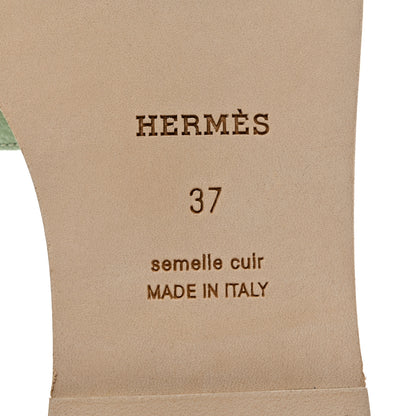 HERMÈS
37
semelle cuir
MADE IN ITALY